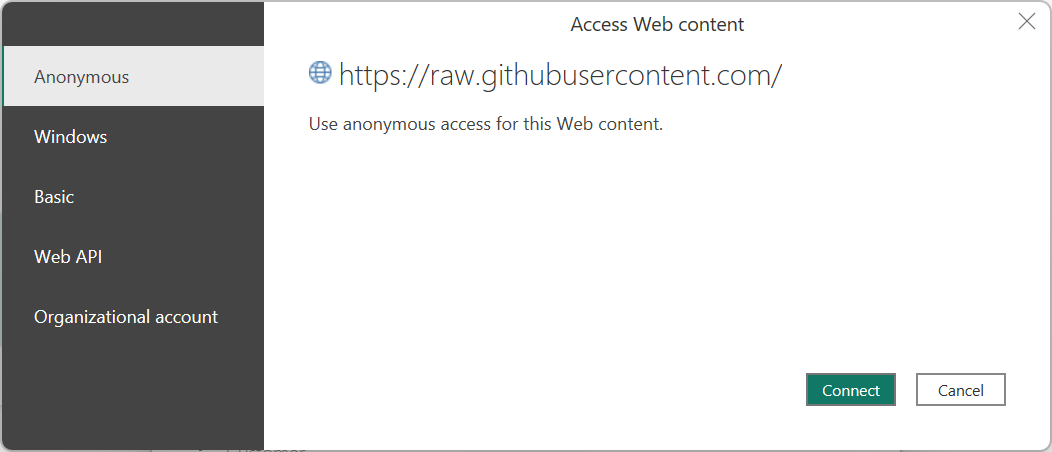 Access Web content
Anonymous
Windows
Basic
Web API
Organizational account
https://raw.githubusercontent.com/
Use anonymous access for this Web content.
Connect
Cancel